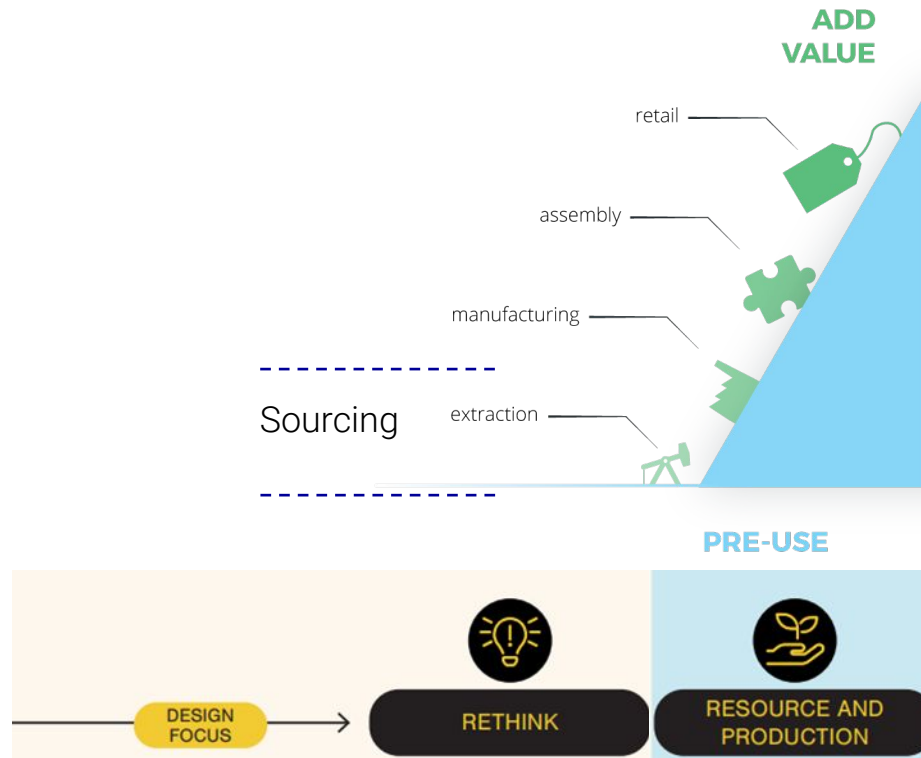 ADD
VALUE
retail
assembly
manufacturing
Sourcing
extraction
PRE-USE
DESIGN
FOCUS
RETHINK
RESOURCE AND
PRODUCTION